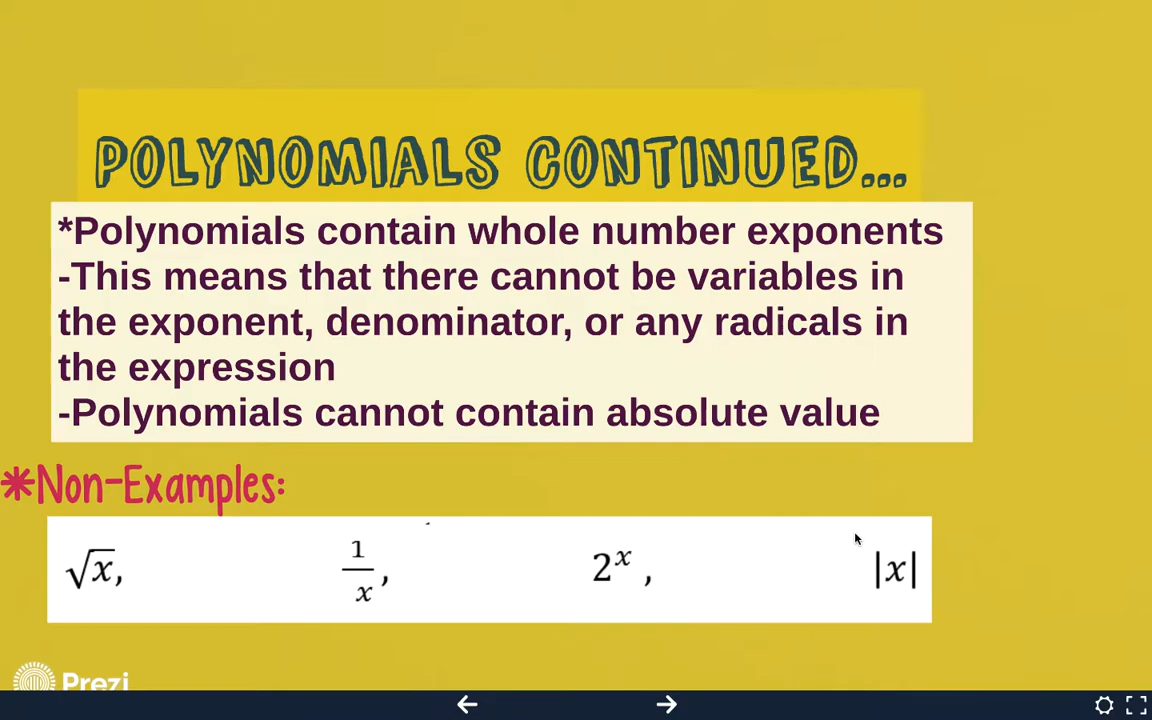 POLYNOMIALS CONTINUED...
*Polynomials contain whole number exponents
-This means that there cannot be variables in
the exponent, denominator, or any radicals in
the expression
-Polynomials cannot contain absolute value
*Non-Examples:
√x, 1/x, 2^x, |x|
Prezi